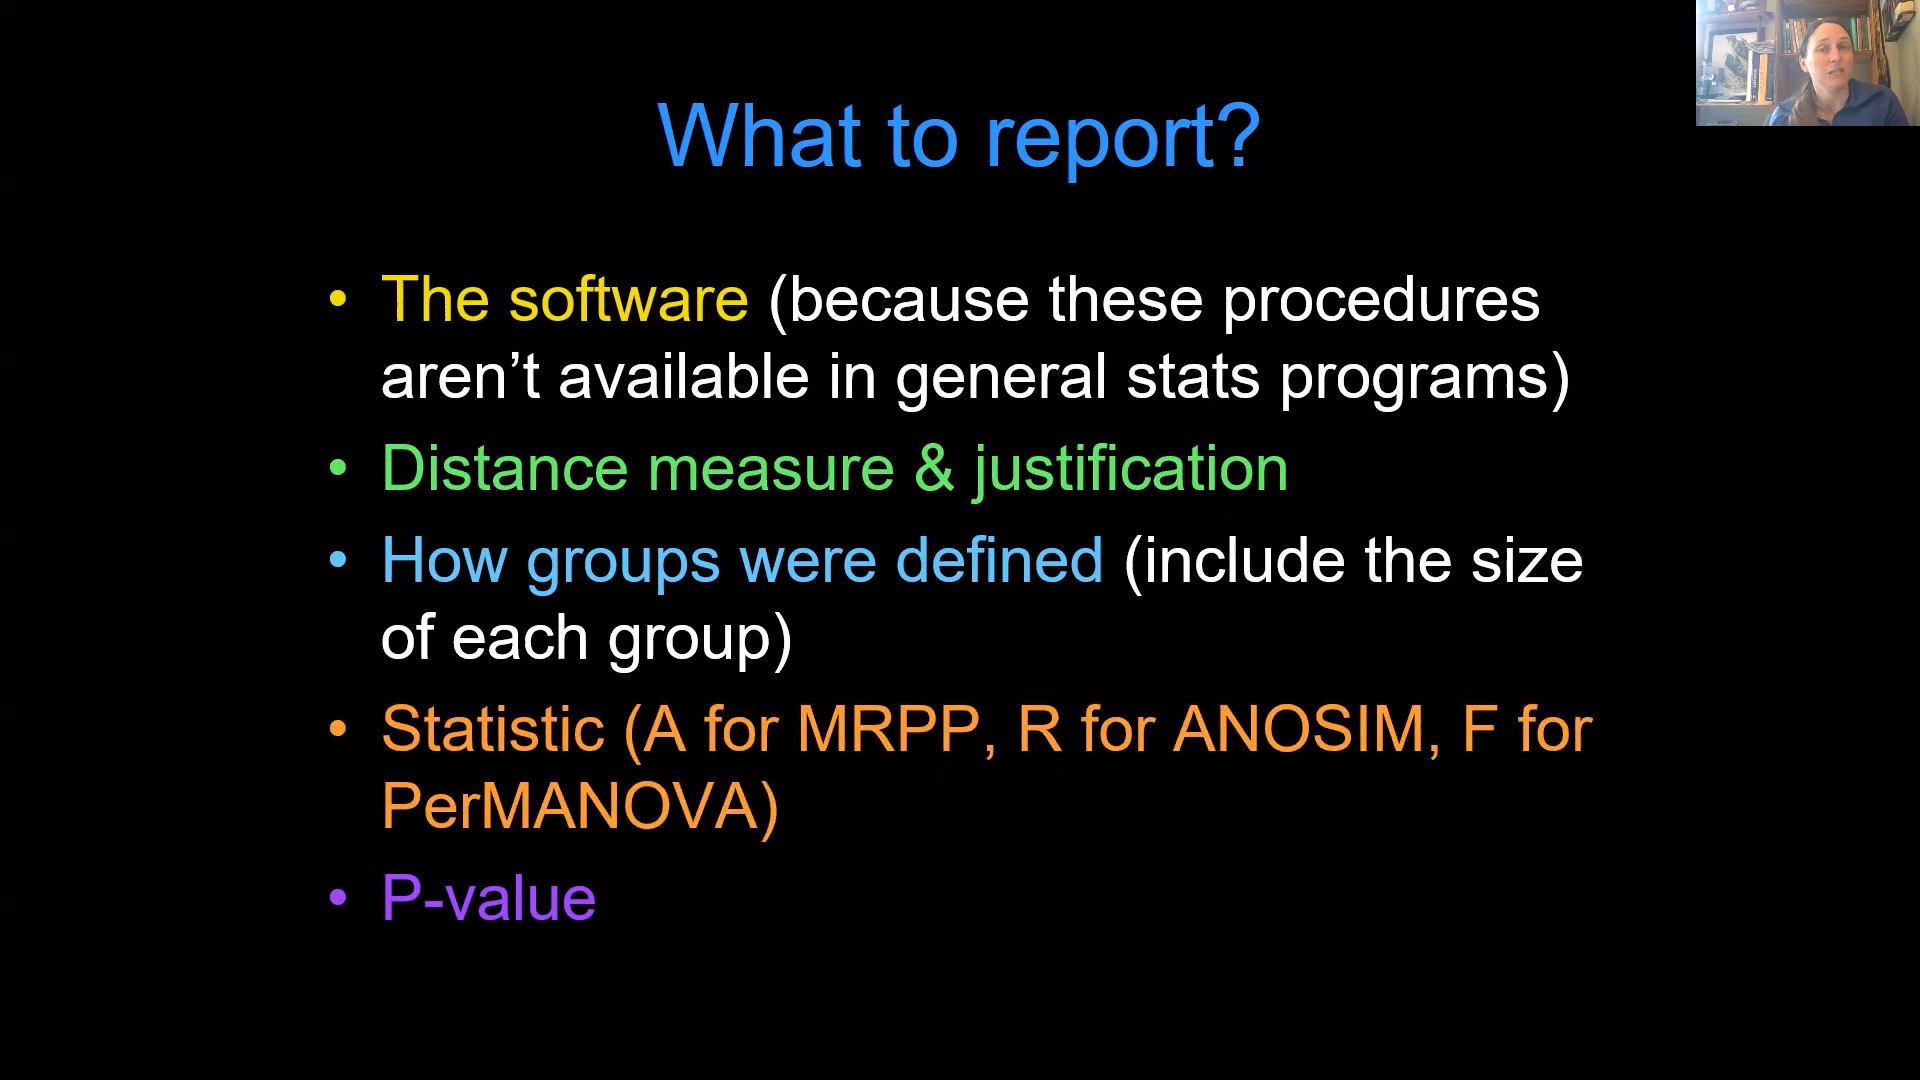 What to report?
• The software (because these procedures
aren’t available in general stats programs)
• Distance measure & justification
• How groups were defined (include the size
of each group)
• Statistic (A for MRPP, R for ANOSIM, F for
PerMANOVA)
• P-value